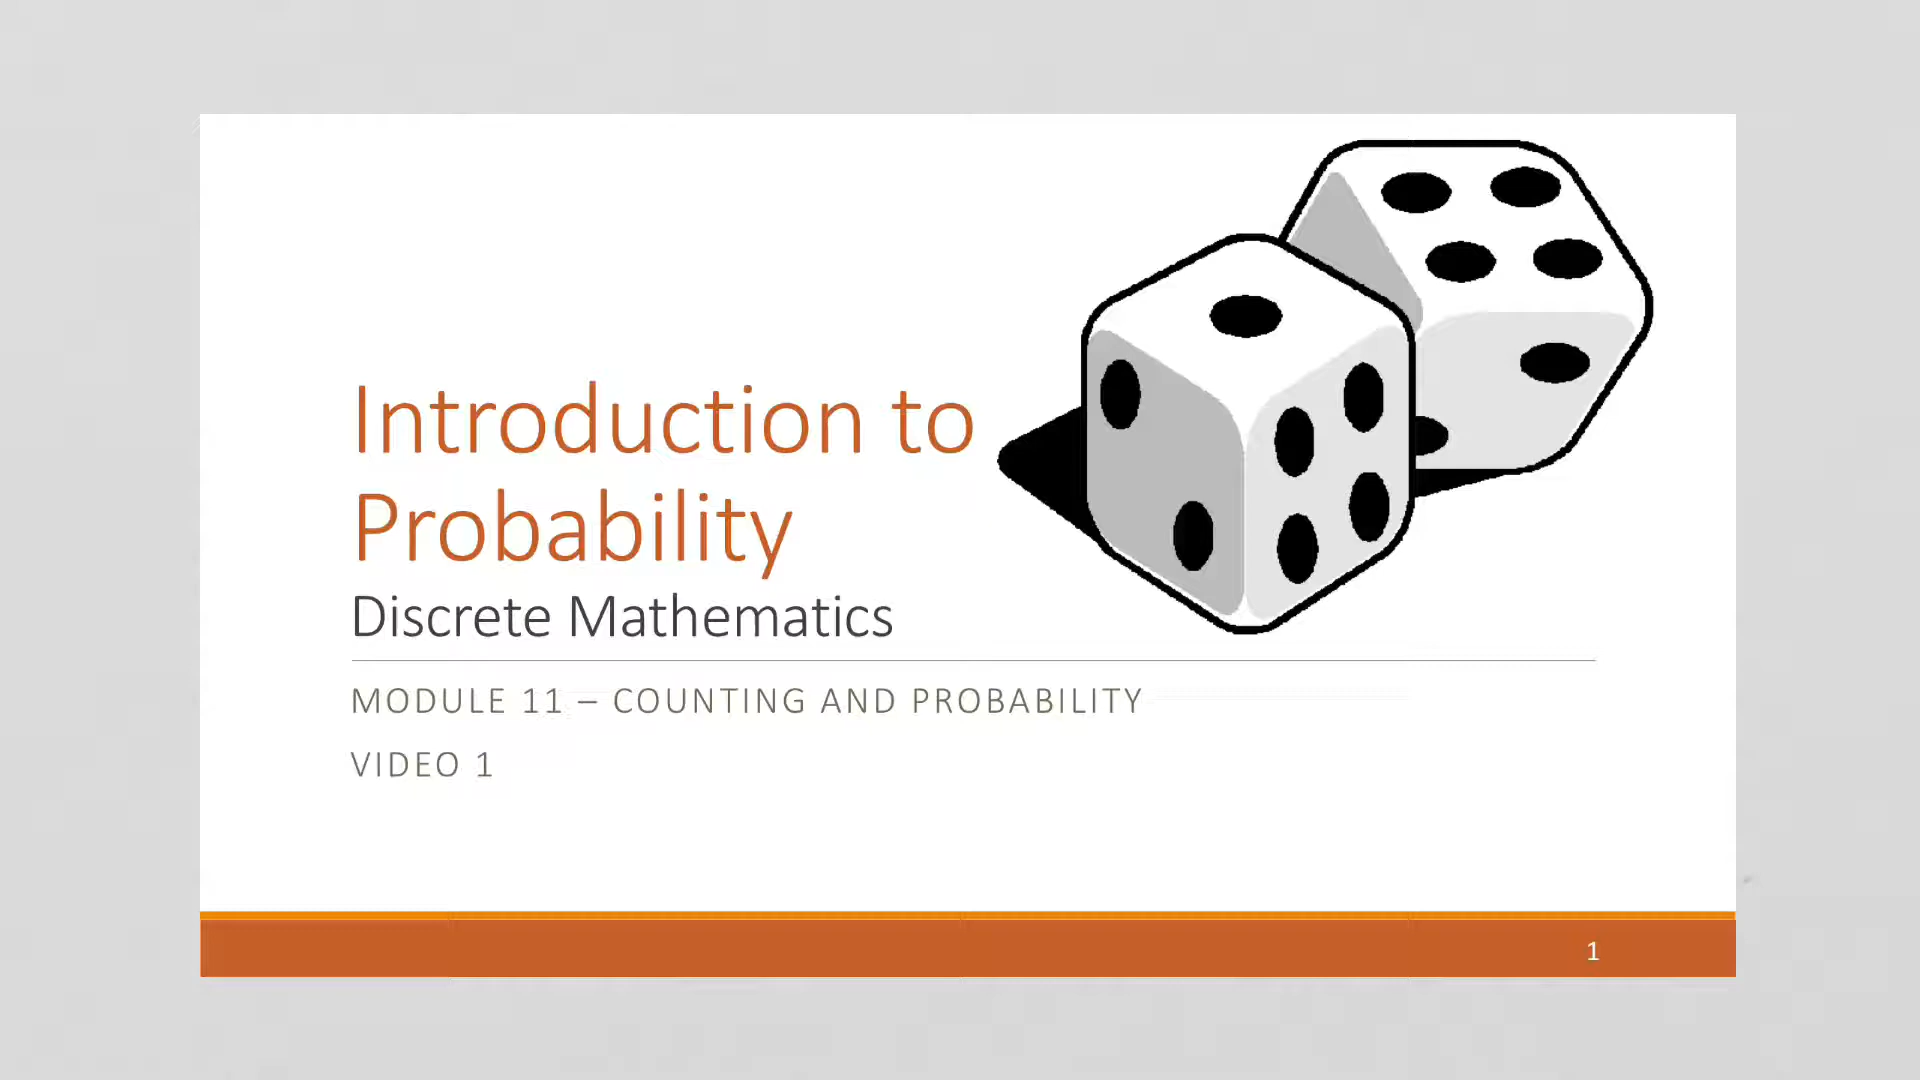 Introduction to
Probability
Discrete Mathematics
MODULE 11 – COUNTING AND PROBABILITY
VIDEO 1
1